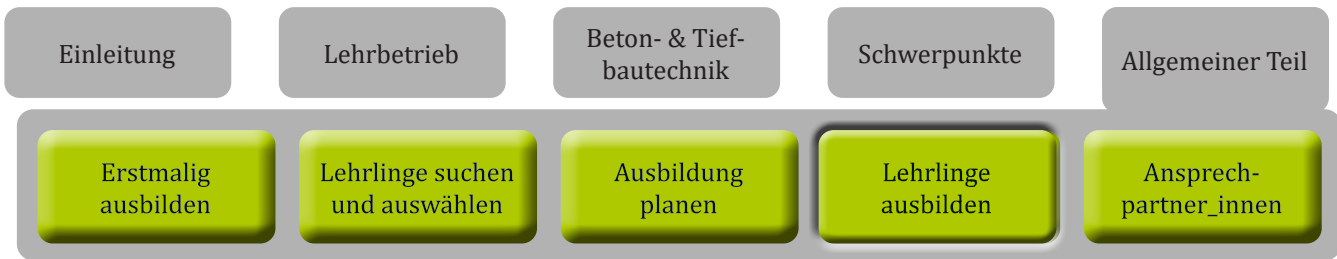 Einleitung
Lehrbetrieb
Beton- & Tief-
bautechnik
Schwerpunkte
Allgemeiner Teil
Erstmalig
ausbilden
Lehrlinge suchen
und auswählen
Ausbildung
planen
Lehrlinge
ausbilden
Ansprech-
partner_innen